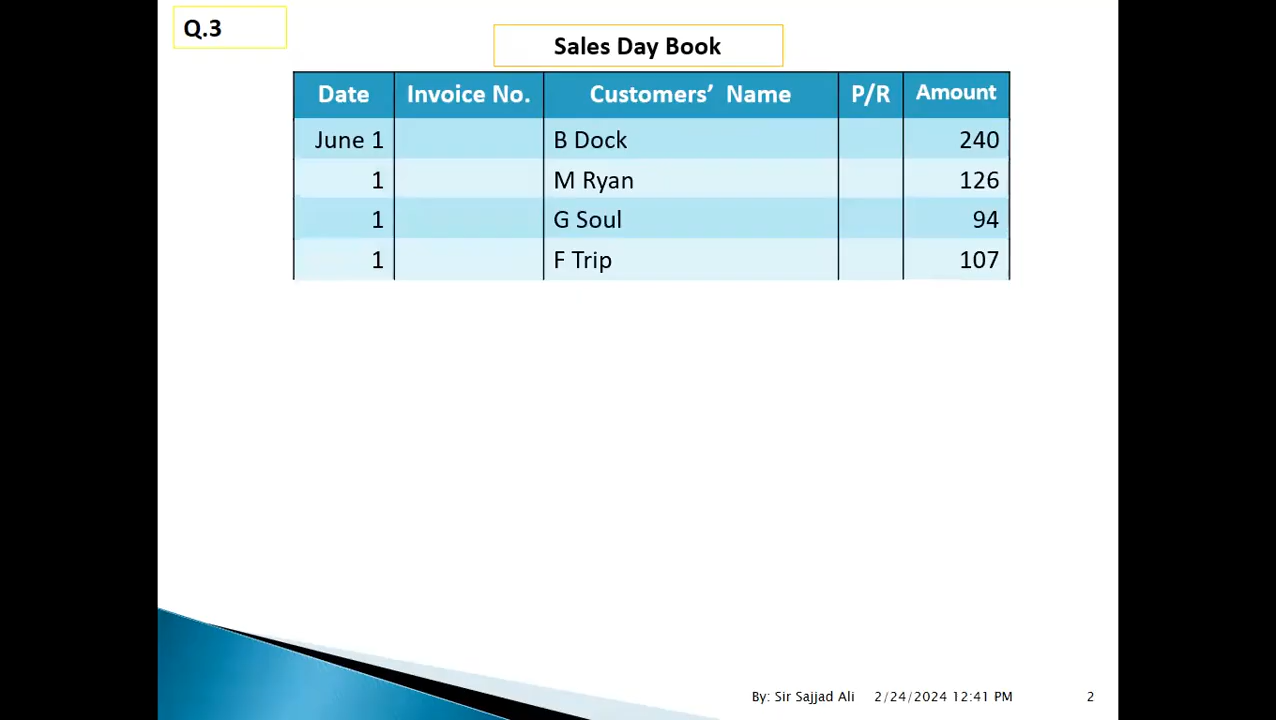 Q.3
Sales Day Book
Date Invoice No. Customers’ Name P/R Amount
June 1 B Dock 240
1 M Ryan 126
1 G Soul 94
1 F Trip 107
By: Sir Sajjad Ali 2/24/2024 12:41 PM 2